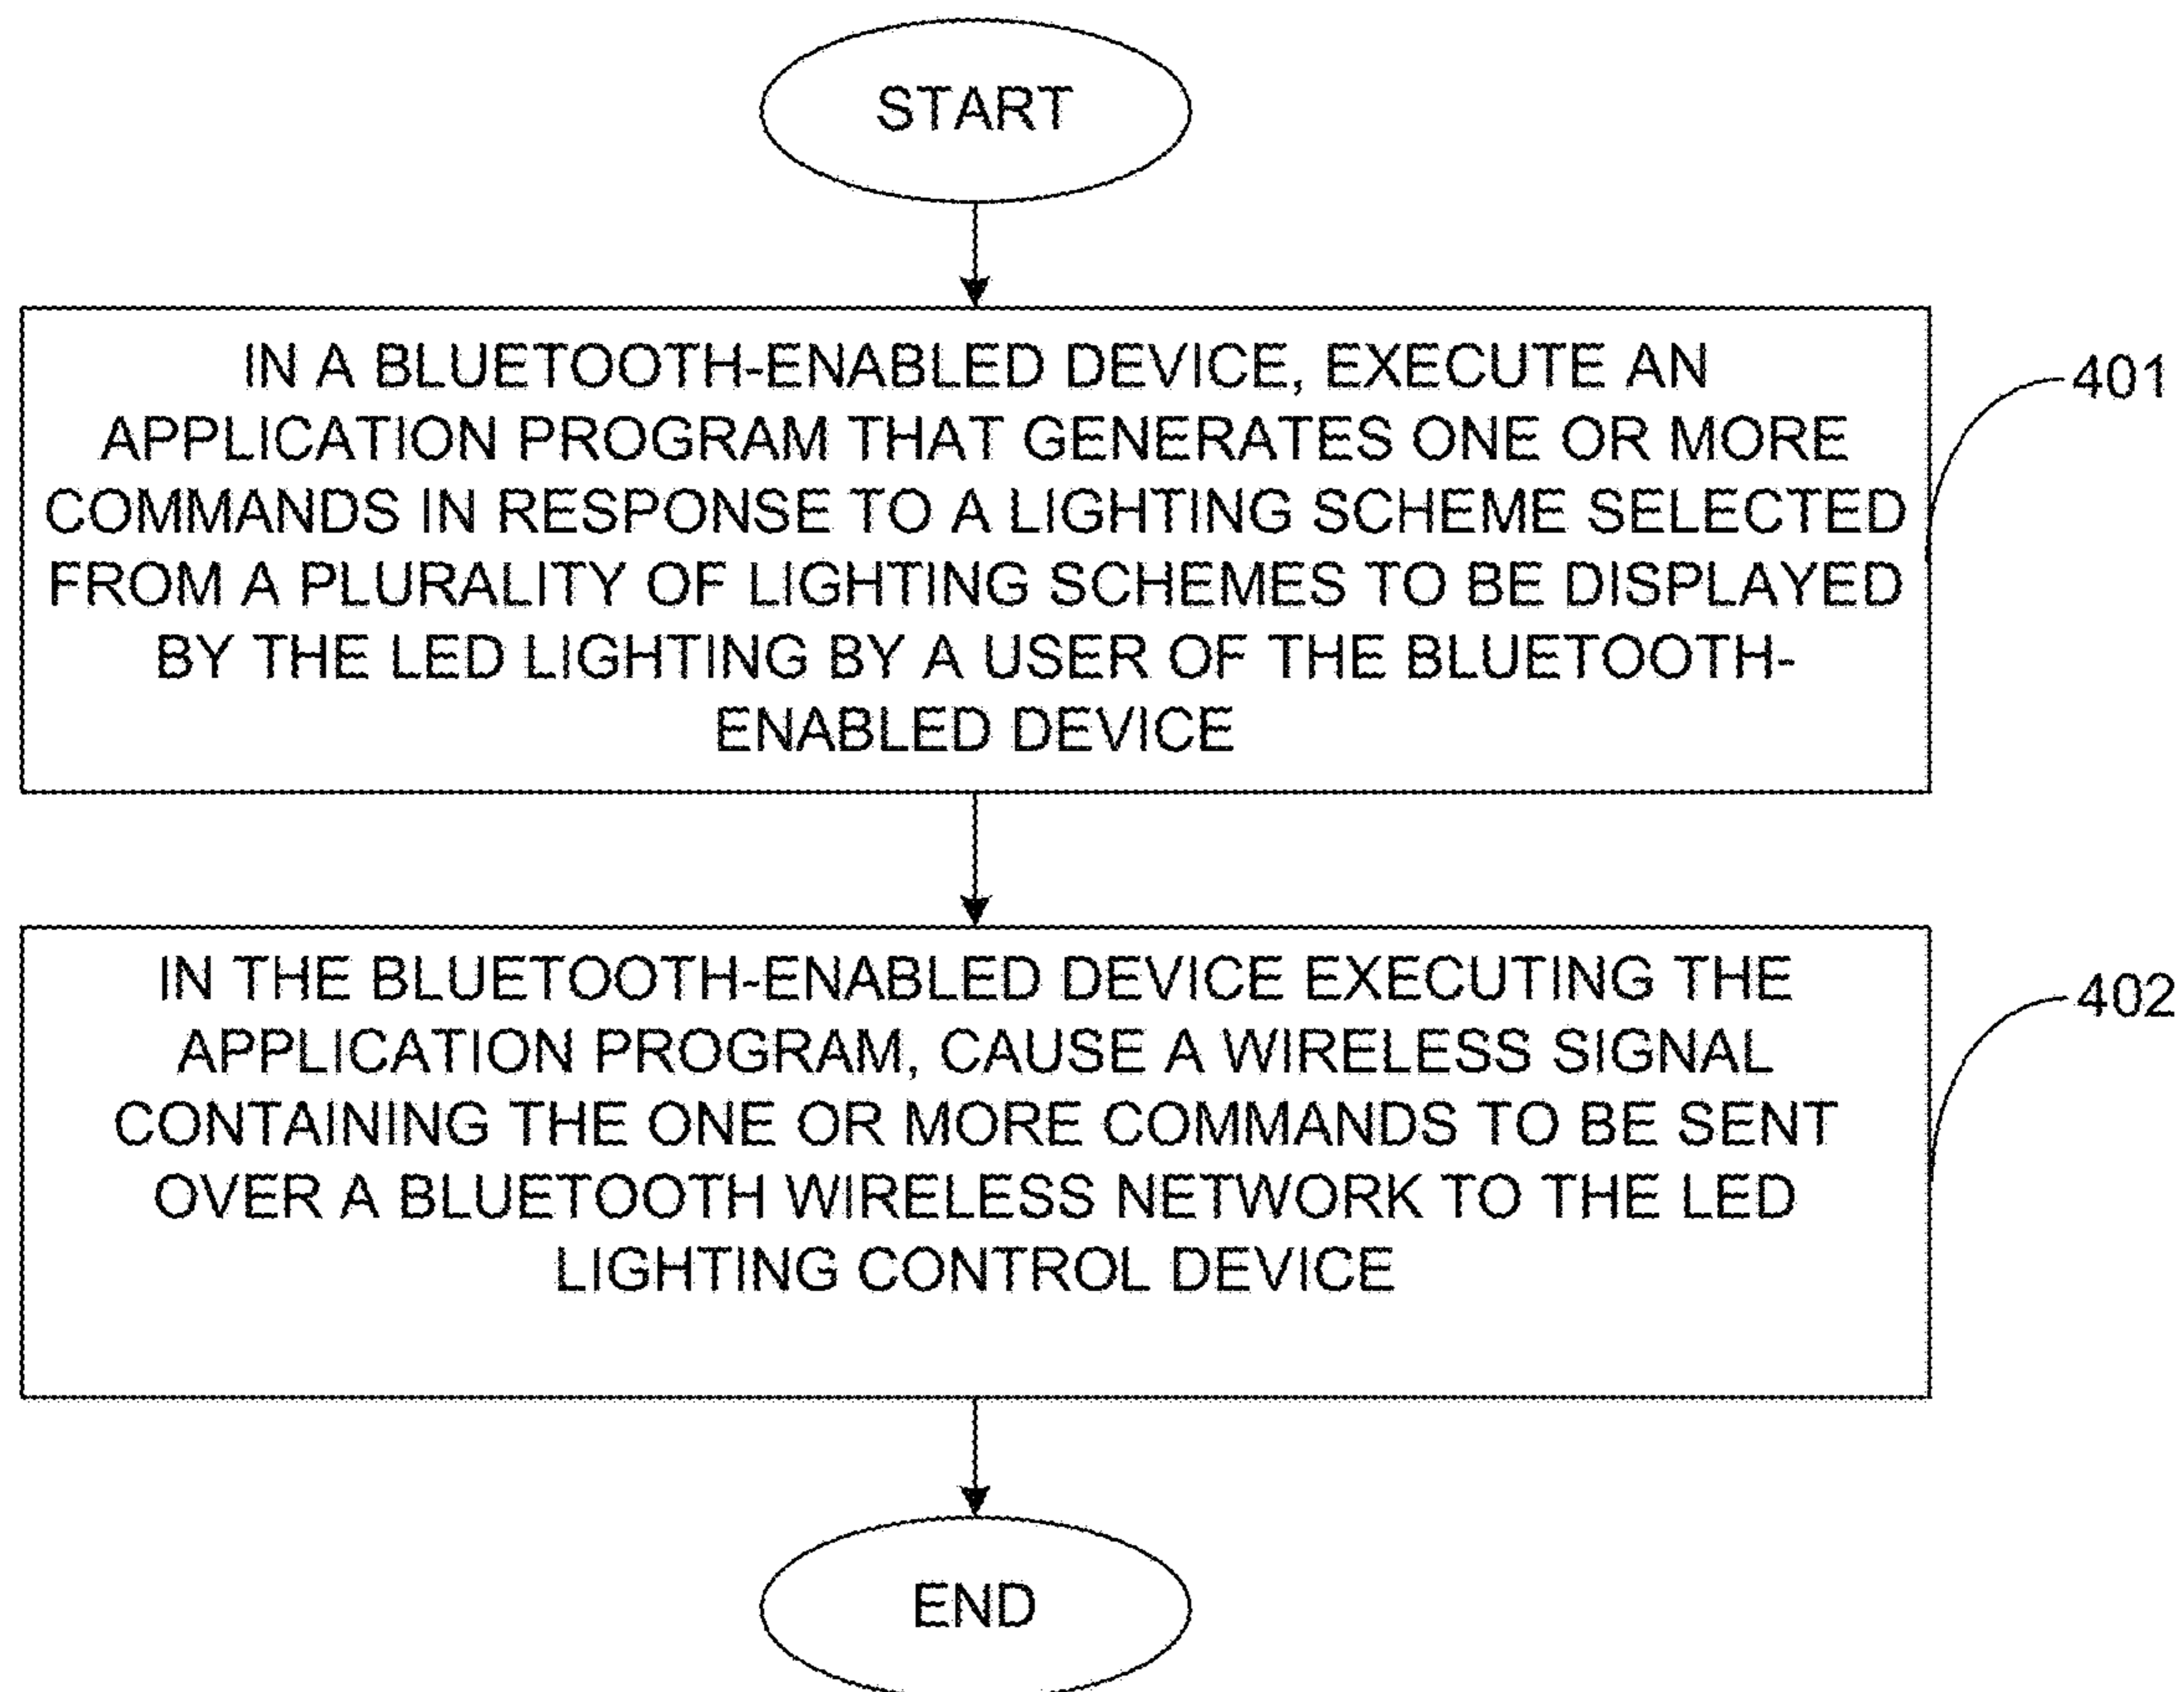 START
IN A BLUETOOTH-ENABLED DEVICE, EXECUTE AN
APPLICATION PROGRAM THAT GENERATES ONE OR MORE
COMMANDS IN RESPONSE TO A LIGHTING SCHEME SELECTED
FROM A PLURALITY OF LIGHTING SCHEMES TO BE DISPLAYED
BY THE LED LIGHTING BY A USER OF THE BLUETOOTH-
ENABLED DEVICE
401
IN THE BLUETOOTH-ENABLED DEVICE EXECUTING THE
APPLICATION PROGRAM, CAUSE A WIRELESS SIGNAL
CONTAINING THE ONE OR MORE COMMANDS TO BE SENT
OVER A BLUETOOTH WIRELESS NETWORK TO THE LED
LIGHTING CONTROL DEVICE
402
END